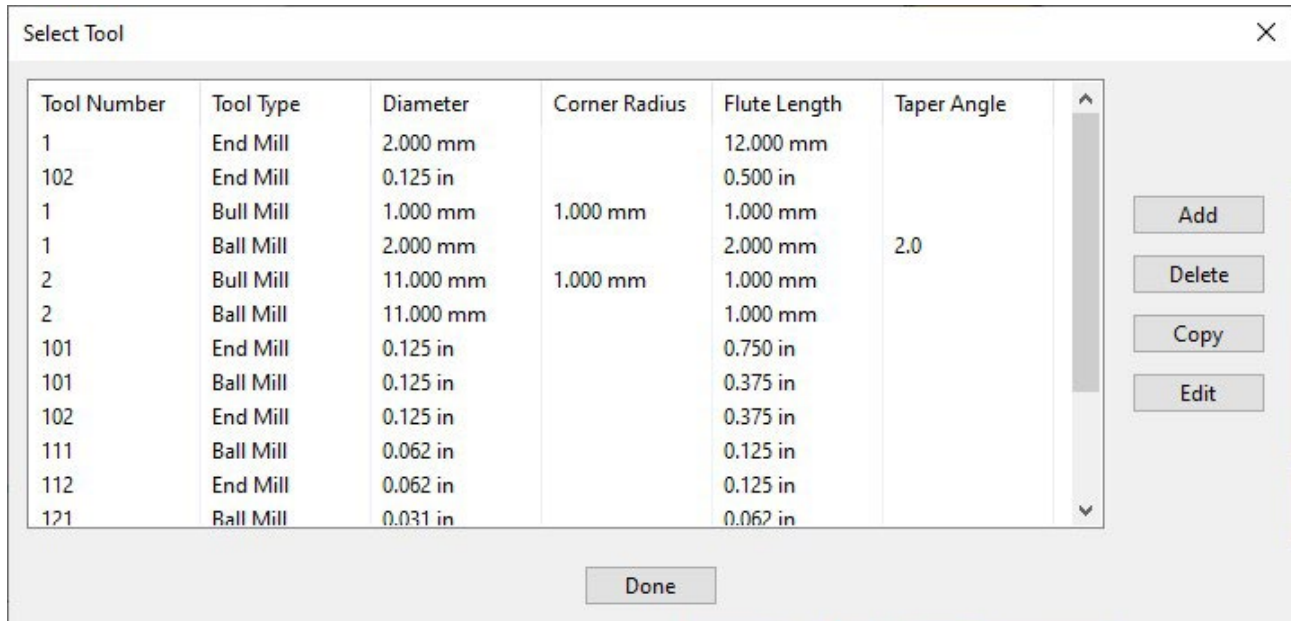 Select Tool
Tool Number Tool Type Diameter Corner Radius Flute Length Taper Angle
1 End Mill 2.000 mm 12.000 mm
102 End Mill 0.125 in 0.500 in
1 Bull Mill 1.000 mm 1.000 mm 1.000 mm
1 Ball Mill 2.000 mm 2.000 mm 2.0
2 Bull Mill 11.000 mm 1.000 mm 1.000 mm
2 Ball Mill 11.000 mm 1.000 mm
101 End Mill 0.125 in 0.750 in
101 Ball Mill 0.125 in 0.375 in
102 End Mill 0.125 in 0.375 in
111 Ball Mill 0.062 in 0.125 in
112 End Mill 0.062 in 0.125 in
121 Ball Mill 0.031 in 0.062 in
Add
Delete
Copy
Edit
Done